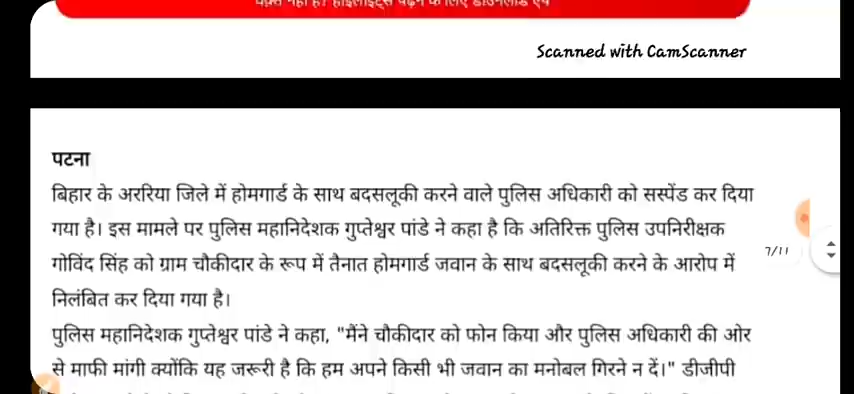 Scanned with CamScanner
पटना
बिहार के अररिया जिले में होमगार्ड के साथ बदसलूकी करने वाले पुलिस अधिकारी को सस्पेंड कर दिया
गया है। इस मामले पर पुलिस महानिदेशक गुप्तेश्वर पांडे ने कहा है कि अतिरिक्त पुलिस उपनिरीक्षक
गोविंद सिंह को ग्राम चौकीदार के रूप में तैनात होमगार्ड जवान के साथ बदसलूकी करने के आरोप में
7/11
निलंबित कर दिया गया है।
पुलिस महानिदेशक गुप्तेश्वर पांडे ने कहा, "मैंने चौकीदार को फोन किया और पुलिस अधिकारी की ओर
से माफी मांगी क्योंकि यह जरूरी है कि हम अपने किसी भी जवान का मनोबल गिरने न दें।" डीजीपी